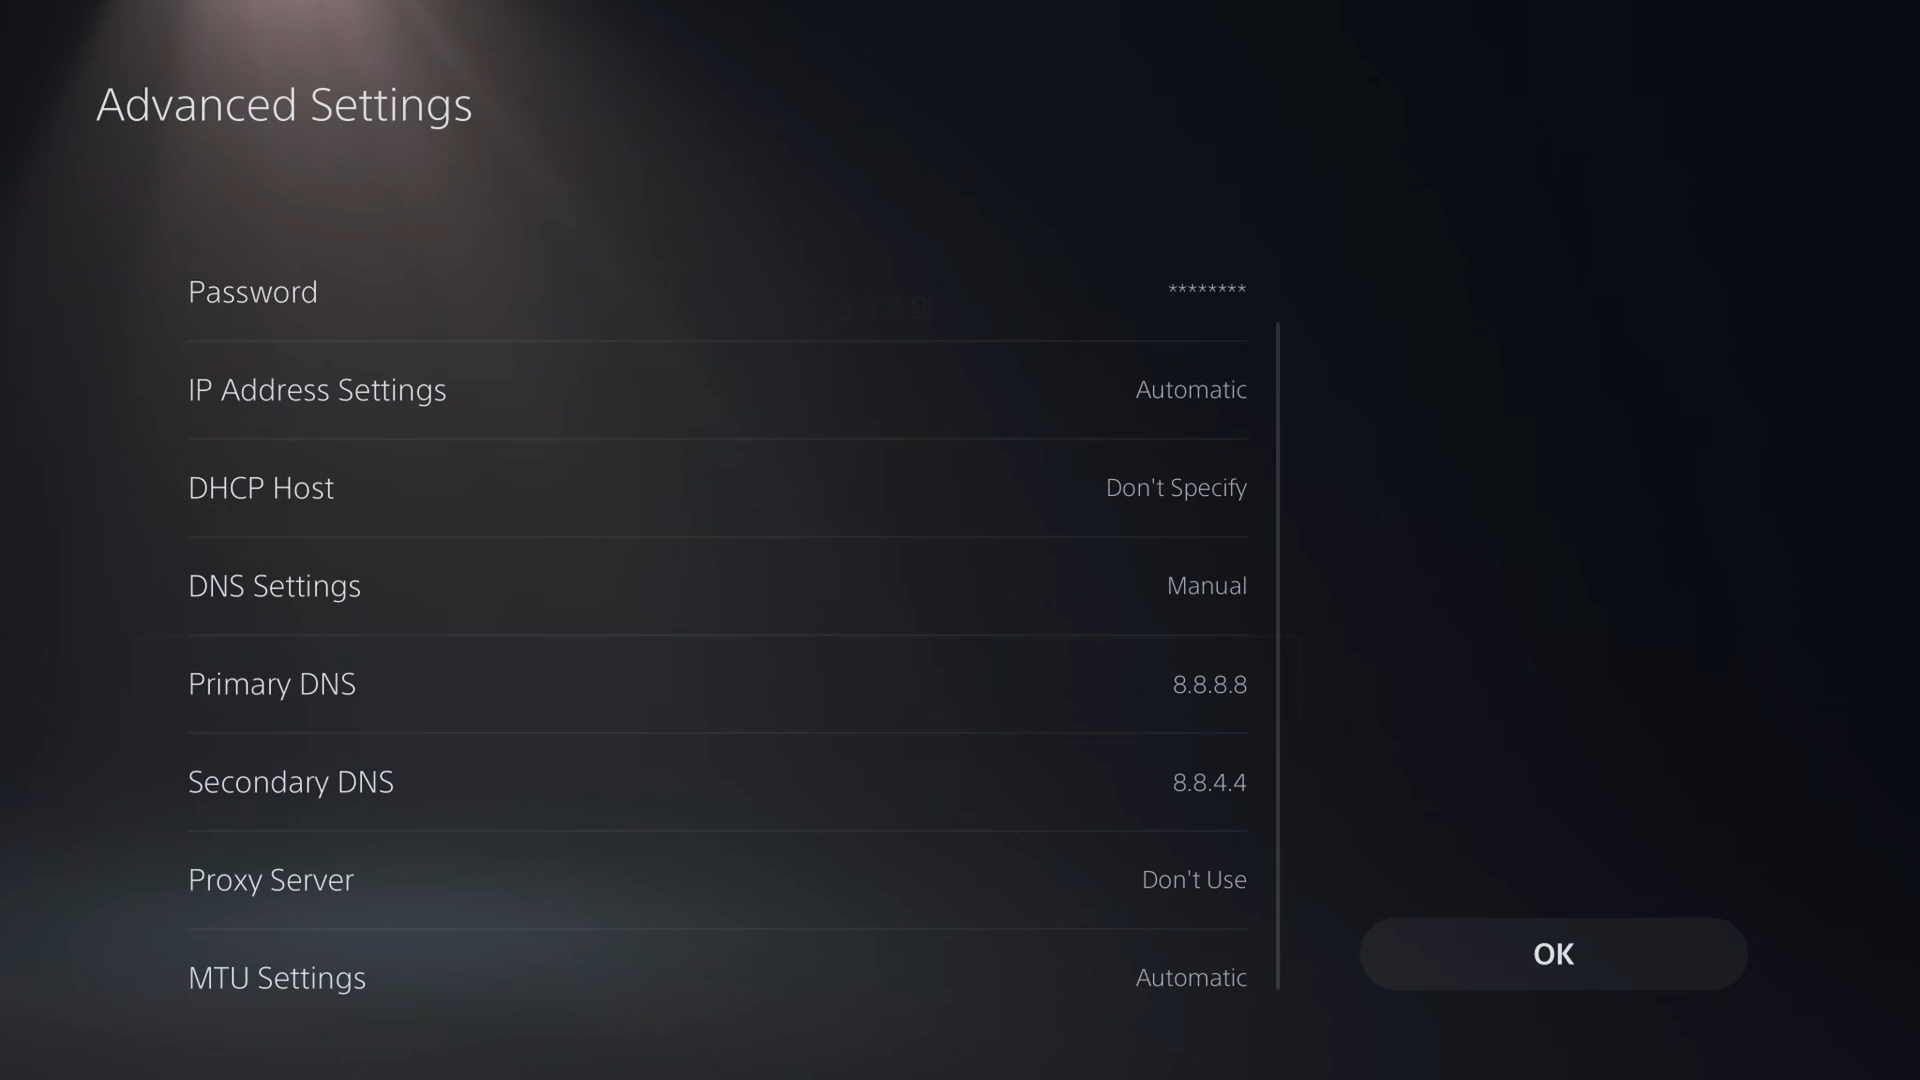 Advanced Settings
Password ********
IP Address Settings Automatic
DHCP Host Don't Specify
DNS Settings Manual
Primary DNS 8.8.8.8
Secondary DNS 8.8.4.4
Proxy Server Don't Use
MTU Settings Automatic
OK